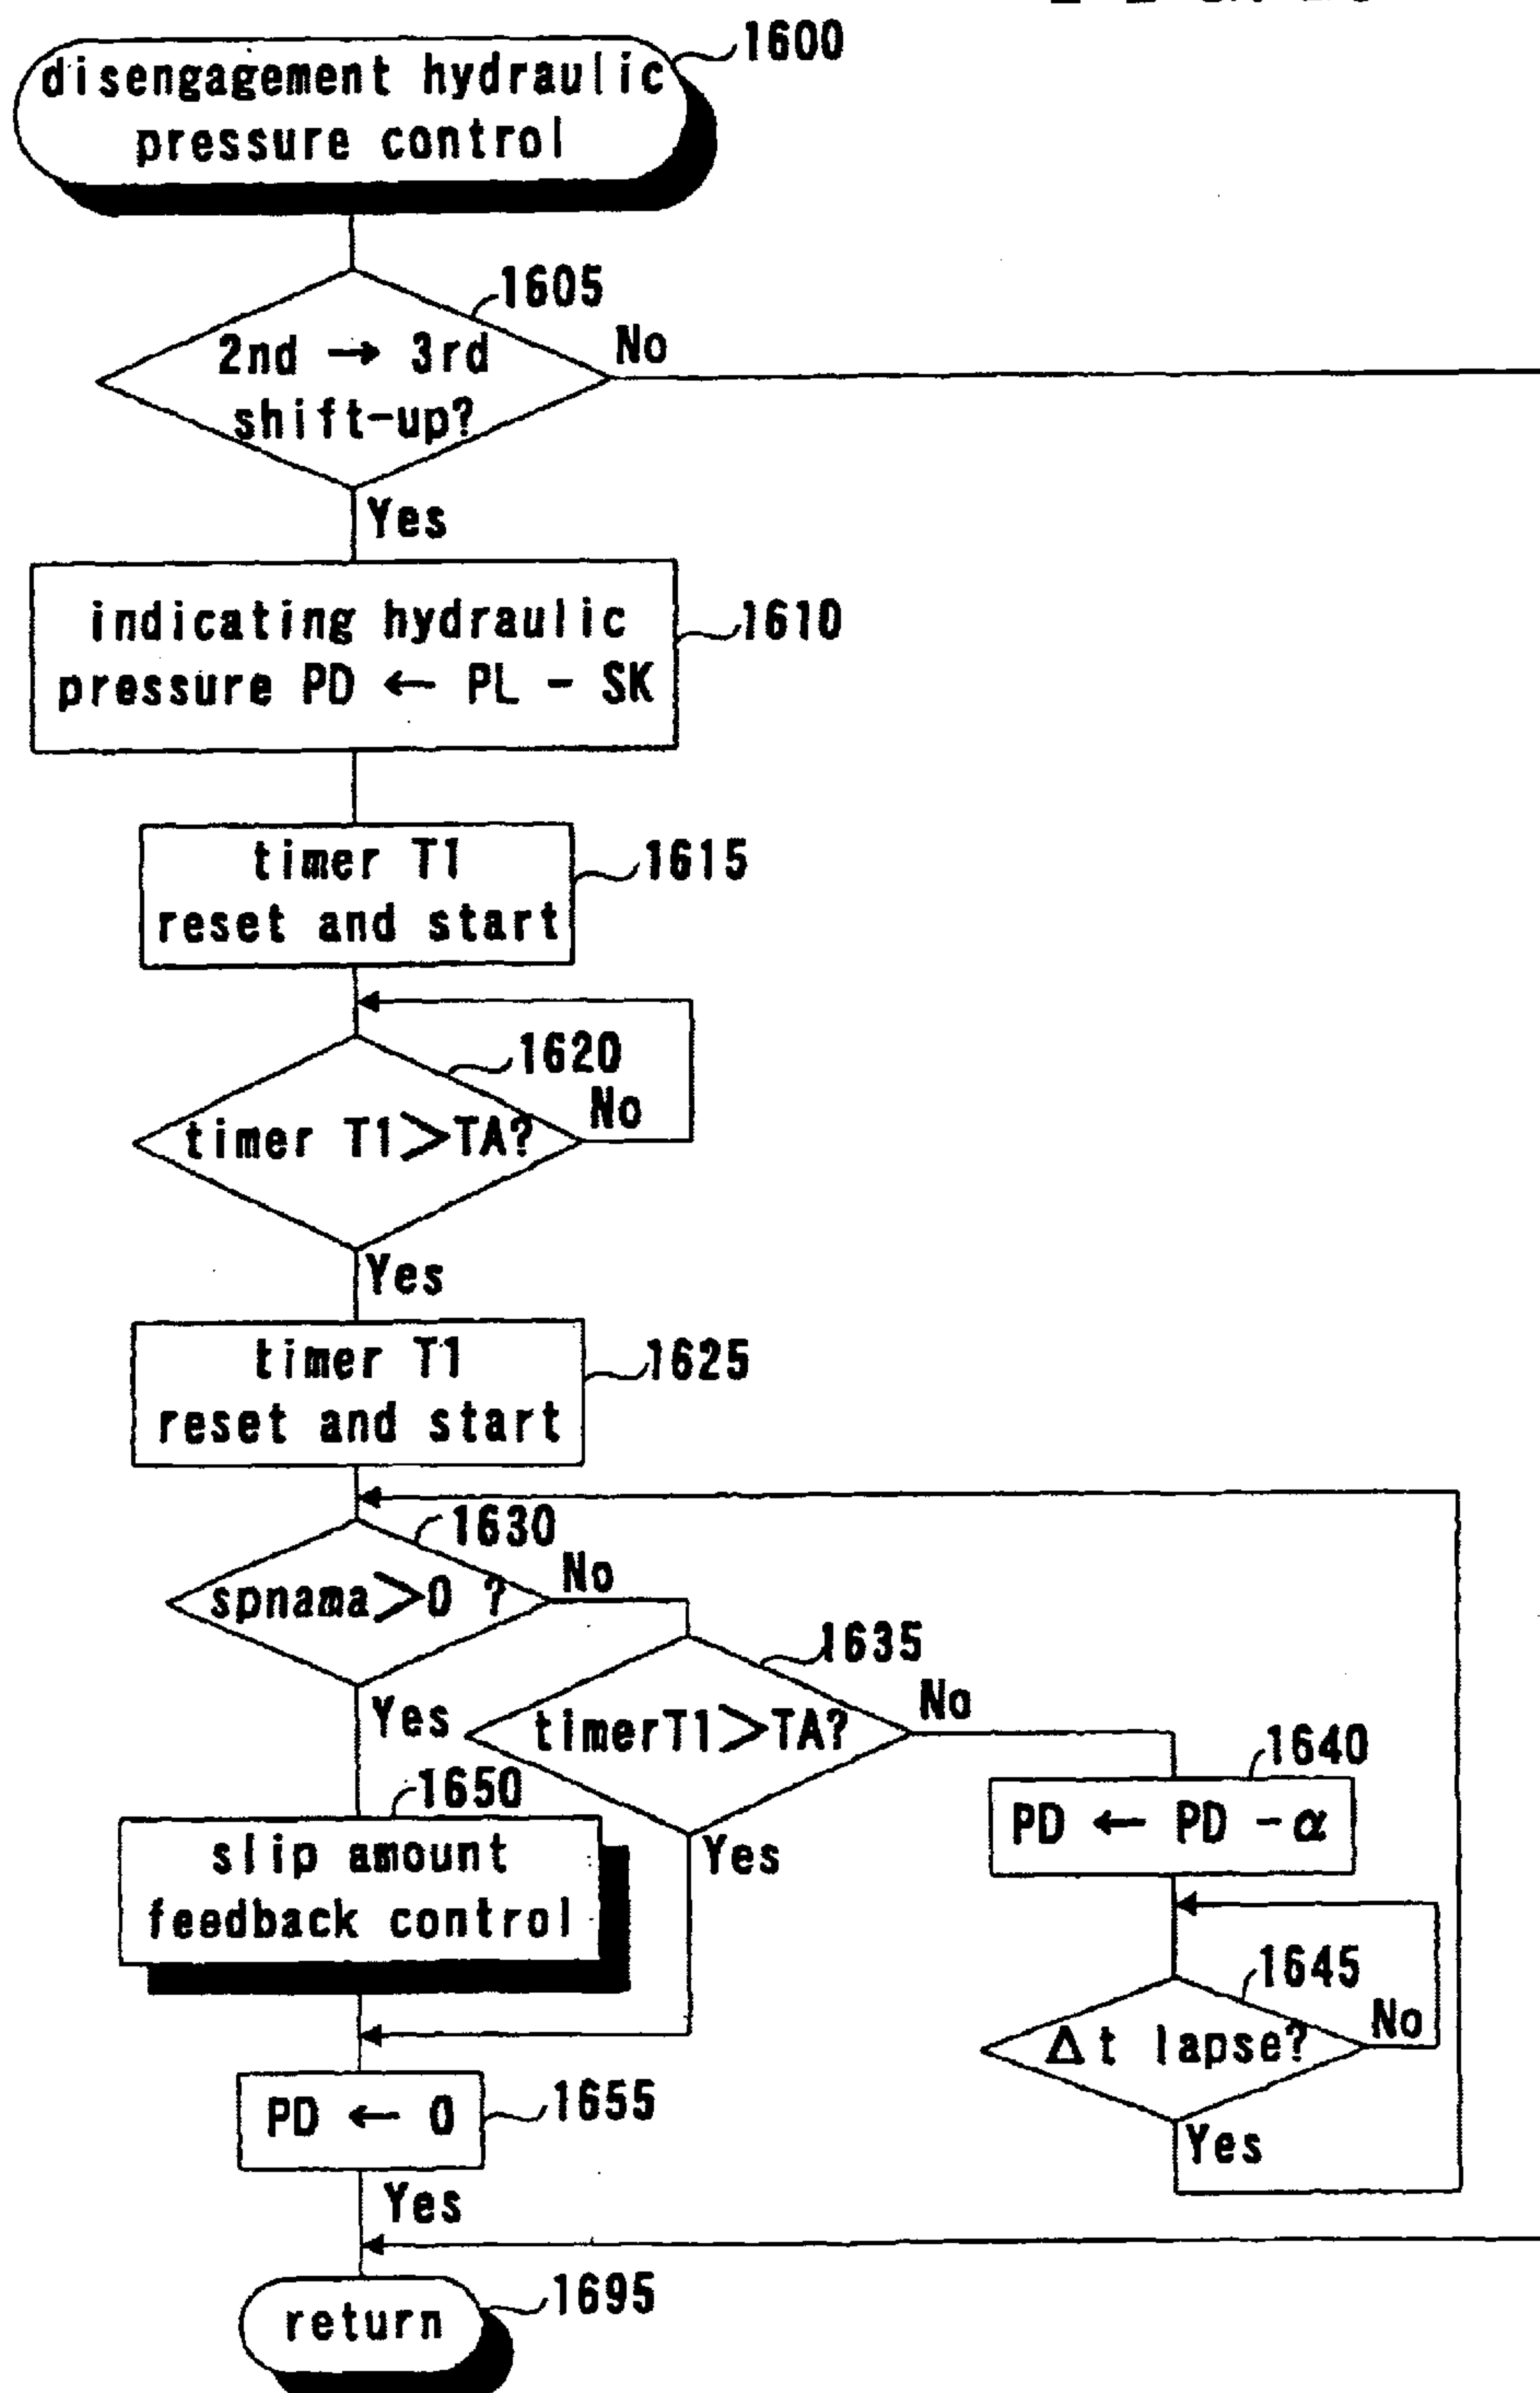 1600
disengagement hydraulic
pressure control
1605
2nd → 3rd
shift-up?
No
Yes
indicating hydraulic
pressure PD ← PL - SK
1610
timer T1
reset and start
1615
1620
timer T1>TA?
No
Yes
timer T1
reset and start
1625
1630
spnama>0 ?
No
Yes
1635
timerT1>TA?
No
Yes
1640
PD ← PD -α
1650
slip amount
feedback control
1645
Δt lapse?
No
Yes
PD ← 0
1655
Yes
return
1695